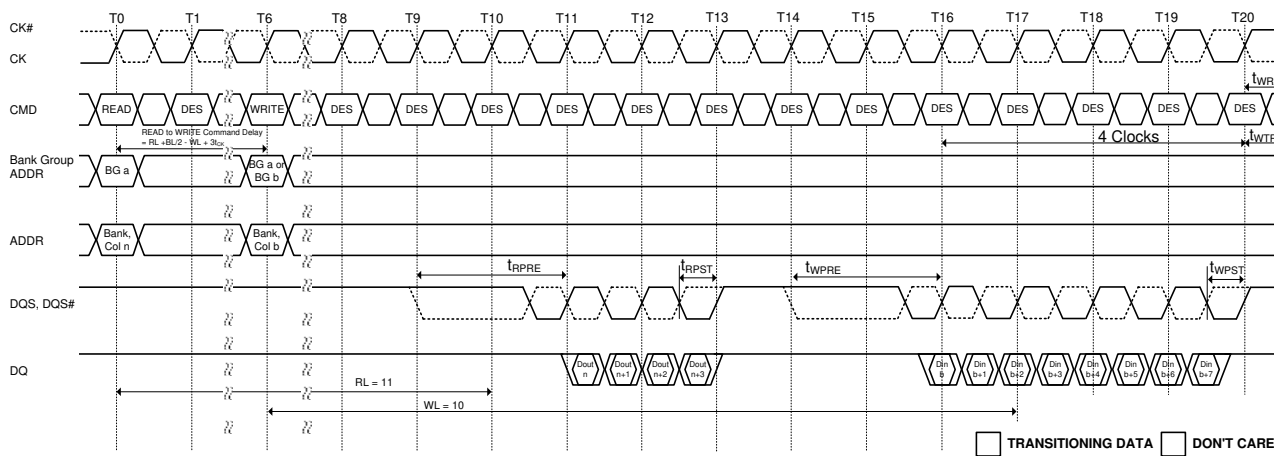 T0 T1 T6 T8 T9 T10 T11 T12 T13 T14 T15 T16 T17 T18 T19 T20
CK#
CK
tWR
CMD READ DES WRITE DES DES DES DES DES DES DES DES DES DES DES DES DES
READ to WRITE Command Delay
= RL +BL/2 - WL + 3tCK
4 Clocks tWTR
Bank Group
ADDR
BG a
BG a or
BG b
ADDR
Bank,
Col n
Bank,
Col b
tRPRE tRPST tWPRE tWPST
DQS, DQS#
DQ
Dout
n
Dout
n+1
Dout
n+2
Dout
n+3
Din
b
Din
b+1
Din
b+2
Din
b+3
Din
b+4
Din
b+5
Din
b+6
Din
b+7
RL = 11
WL = 10
TRANSITIONING DATA DON'T CARE